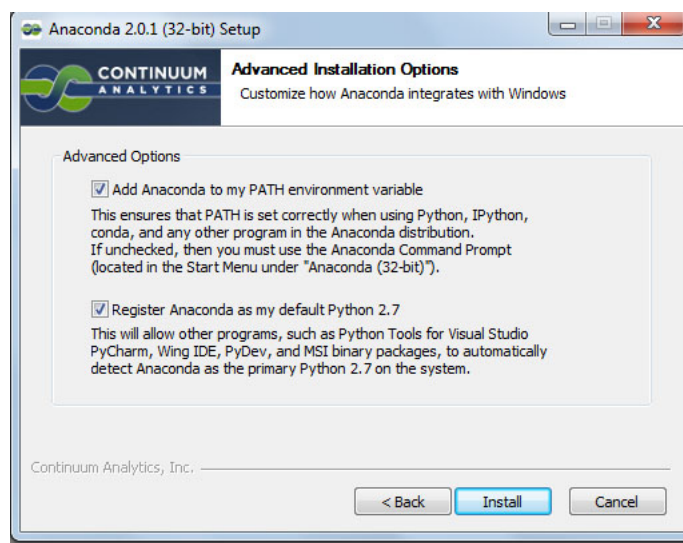 Anaconda 2.0.1 (32-bit) Setup
CONTINUUM
ANALYTICS
Advanced Installation Options
Customize how Anaconda integrates with Windows
Advanced Options
Add Anaconda to my PATH environment variable
This ensures that PATH is set correctly when using Python, IPython,
conda, and any other program in the Anaconda distribution.
If unchecked, then you must use the Anaconda Command Prompt
(located in the Start Menu under "Anaconda (32-bit)").
Register Anaconda as my default Python 2.7
This will allow other programs, such as Python Tools for Visual Studio
PyCharm, Wing IDE, PyDev, and MSI binary packages, to automatically
detect Anaconda as the primary Python 2.7 on the system.
Continuum Analytics, Inc.
< Back
Install
Cancel